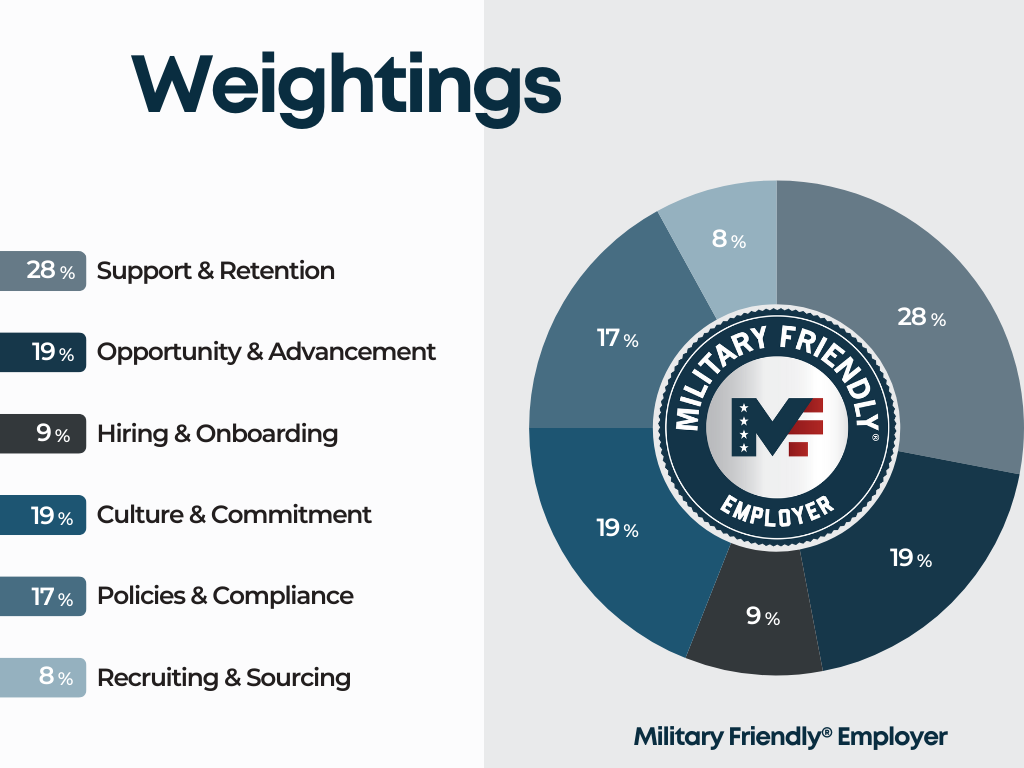 Weightings
28 % Support & Retention
19 % Opportunity & Advancement
9 % Hiring & Onboarding
19 % Culture & Commitment
17 % Policies & Compliance
8 % Recruiting & Sourcing
8 %
28 %
17 %
19 %
19 %
9 %
MILITARY FRIENDLY®
MF
EMPLOYER
Military Friendly® Employer